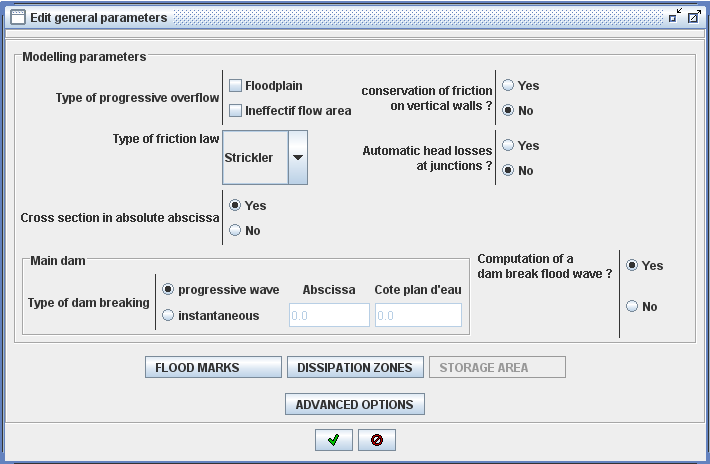 Edit general parameters
Modelling parameters
Type of progressive overflow
Floodplain
Ineffectif flow area
conservation of friction
on vertical walls ?
Yes
No
Type of friction law
Strickler
Automatic head losses
at junctions ?
Yes
No
Cross section in absolute abscissa
Yes
No
Main dam
Type of dam breaking
progressive wave
instantaneous
Abscissa
Cote plan d'eau
0.0
0.0
Computation of a
dam break flood wave ?
Yes
No
FLOOD MARKS
DISSIPATION ZONES
STORAGE AREA
ADVANCED OPTIONS